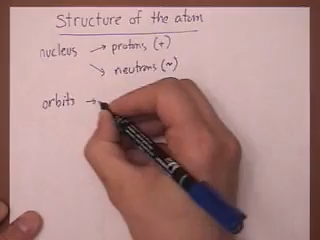 Structure of the atom
nucleus → protons (+)
↘ neutrons (~)
orbits →